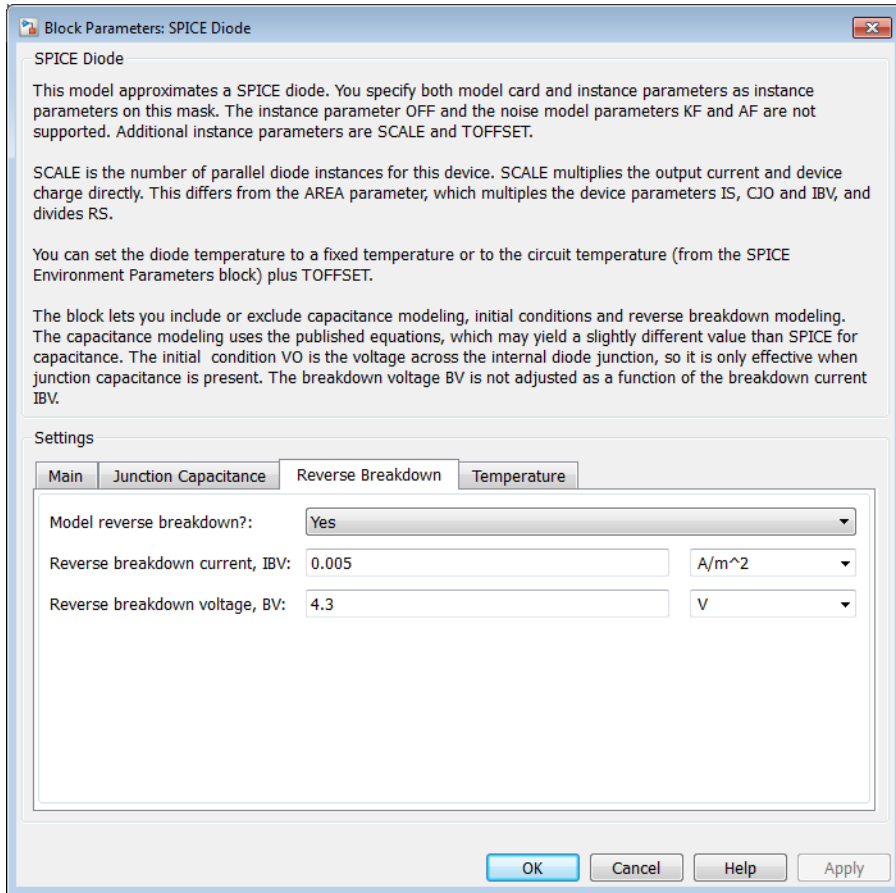 Block Parameters: SPICE Diode
SPICE Diode
This model approximates a SPICE diode. You specify both model card and instance parameters as instance
parameters on this mask. The instance parameter OFF and the noise model parameters KF and AF are not
supported. Additional instance parameters are SCALE and TOFFSET.
SCALE is the number of parallel diode instances for this device. SCALE multiplies the output current and device
charge directly. This differs from the AREA parameter, which multiples the device parameters IS, CJO and IBV, and
divides RS.
You can set the diode temperature to a fixed temperature or to the circuit temperature (from the SPICE
Environment Parameters block) plus TOFFSET.
The block lets you include or exclude capacitance modeling, initial conditions and reverse breakdown modeling.
The capacitance modeling uses the published equations, which may yield a slightly different value than SPICE for
capacitance. The initial  condition VO is the voltage across the internal diode junction, so it is only effective when
junction capacitance is present. The breakdown voltage BV is not adjusted as a function of the breakdown current
IBV.
Settings
Main Junction Capacitance Reverse Breakdown Temperature
Model reverse breakdown?: Yes
Reverse breakdown current, IBV: 0.005 A/m^2
Reverse breakdown voltage, BV: 4.3 V
OK Cancel Help Apply